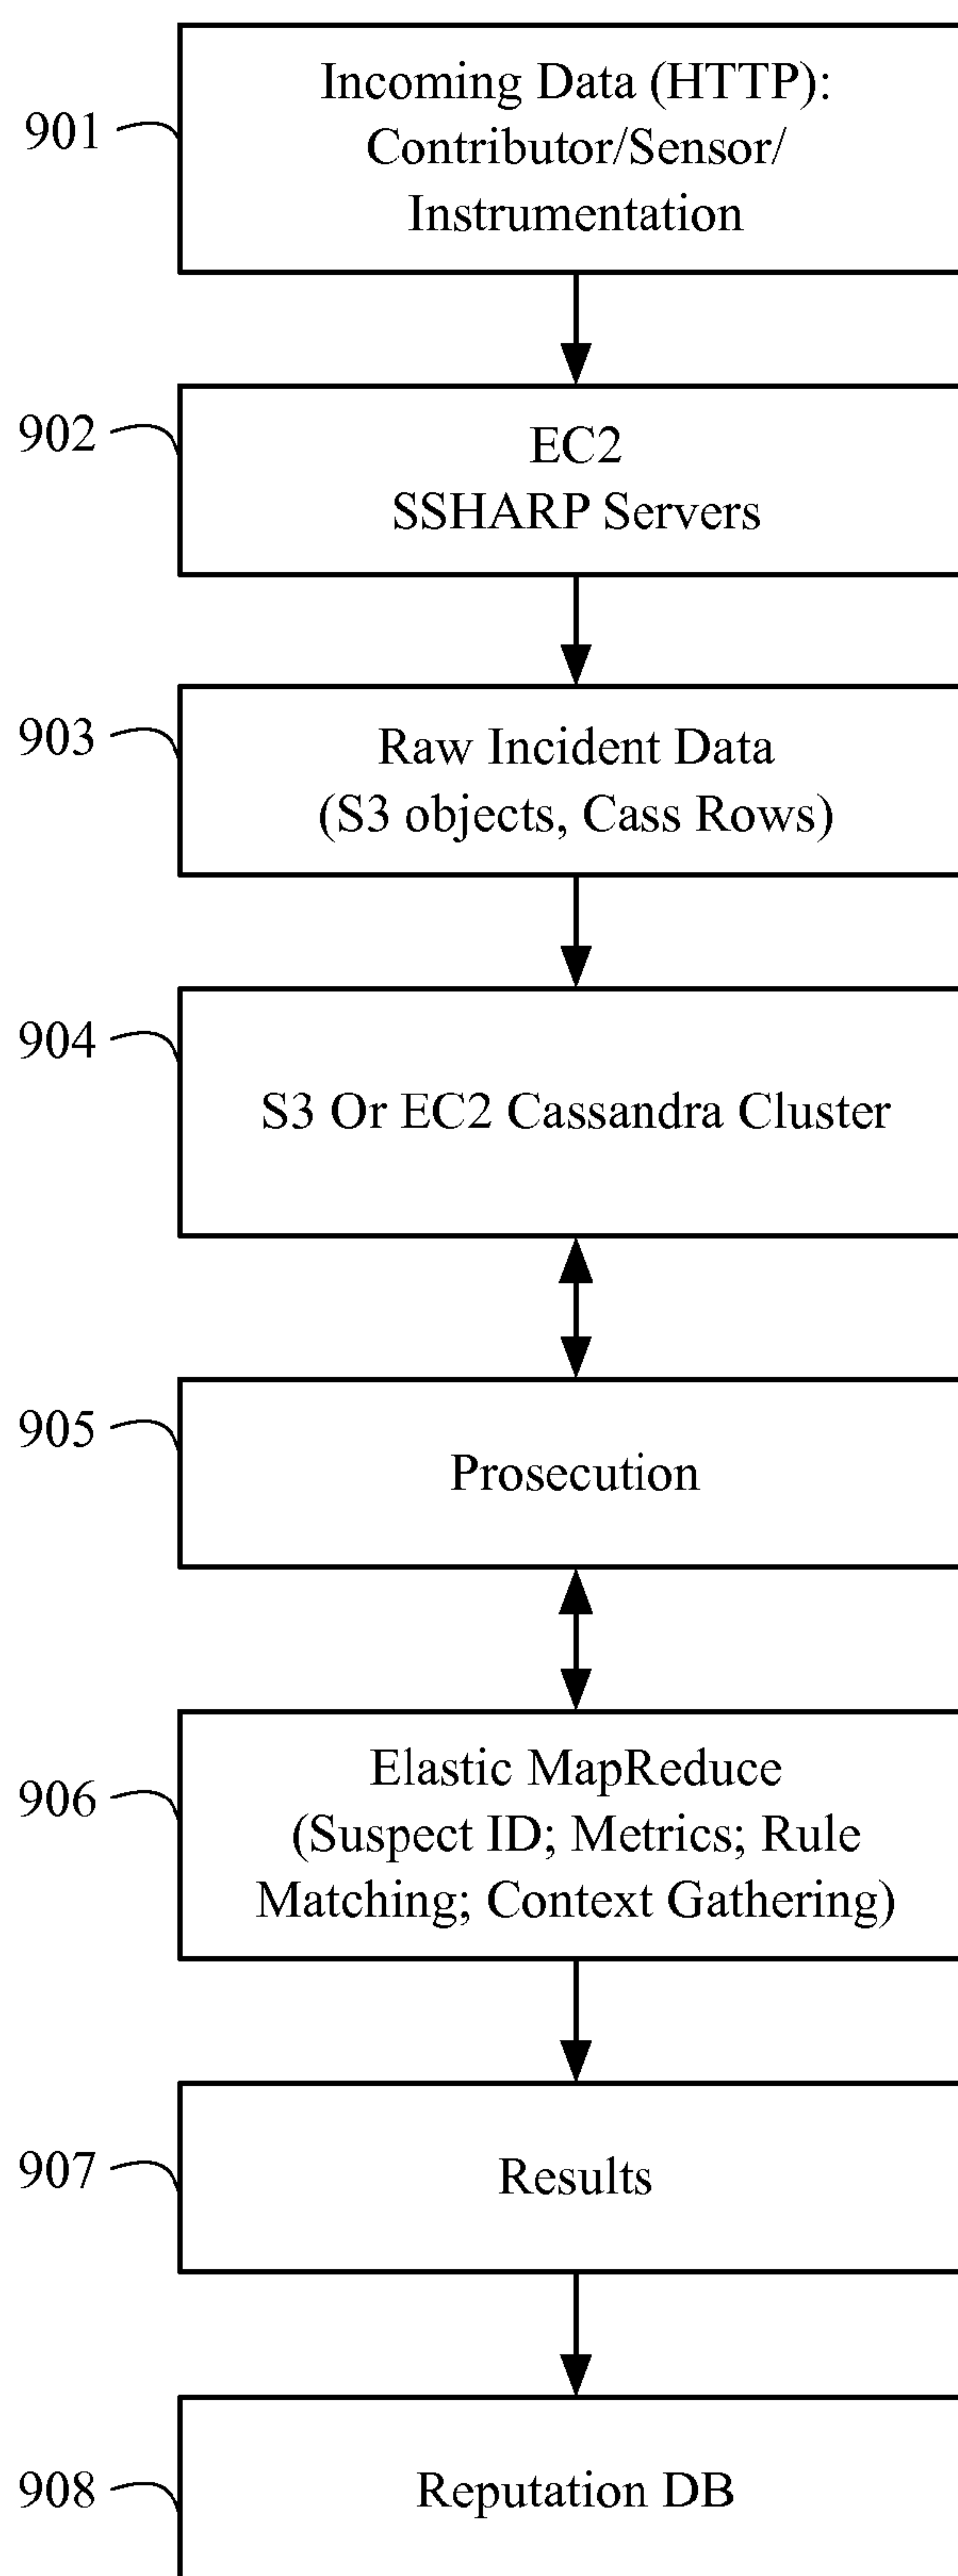 901
Incoming Data (HTTP):
Contributor/Sensor/
Instrumentation
902
EC2
SSHARP Servers
903
Raw Incident Data
(S3 objects, Cass Rows)
904
S3 Or EC2 Cassandra Cluster
905
Prosecution
906
Elastic MapReduce
(Suspect ID; Metrics; Rule
Matching; Context Gathering)
907
Results
908
Reputation DB